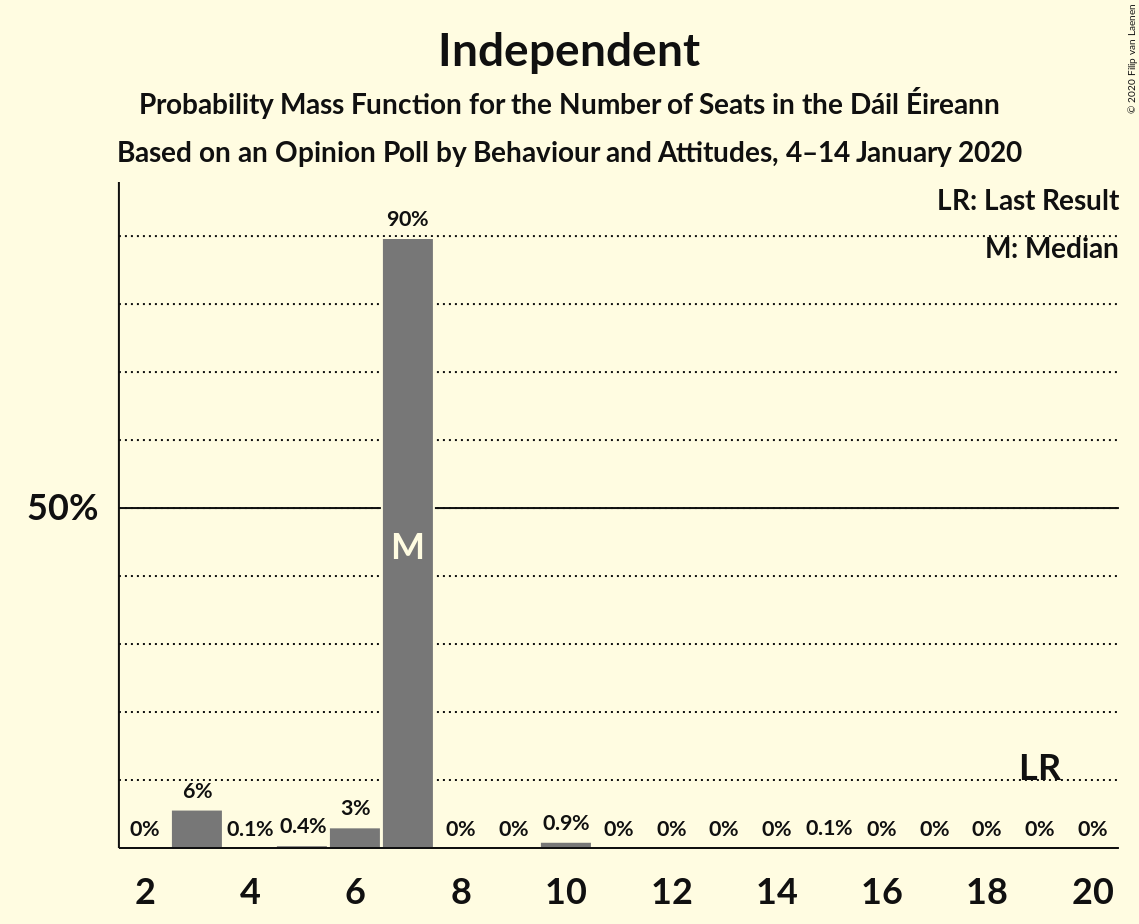 Independent
Probability Mass Function for the Number of Seats in the Dáil Éireann
Based on an Opinion Poll by Behaviour and Attitudes, 4–14 January 2020
© 2020 Filip van Laenen
LR: Last Result
M: Median
50%
90%
M
LR
0% 6% 0.1% 0.4% 3% 0% 0% 0.9% 0% 0% 0% 0% 0.1% 0% 0% 0% 0% 0%
2 4 6 8 10 12 14 16 18 20